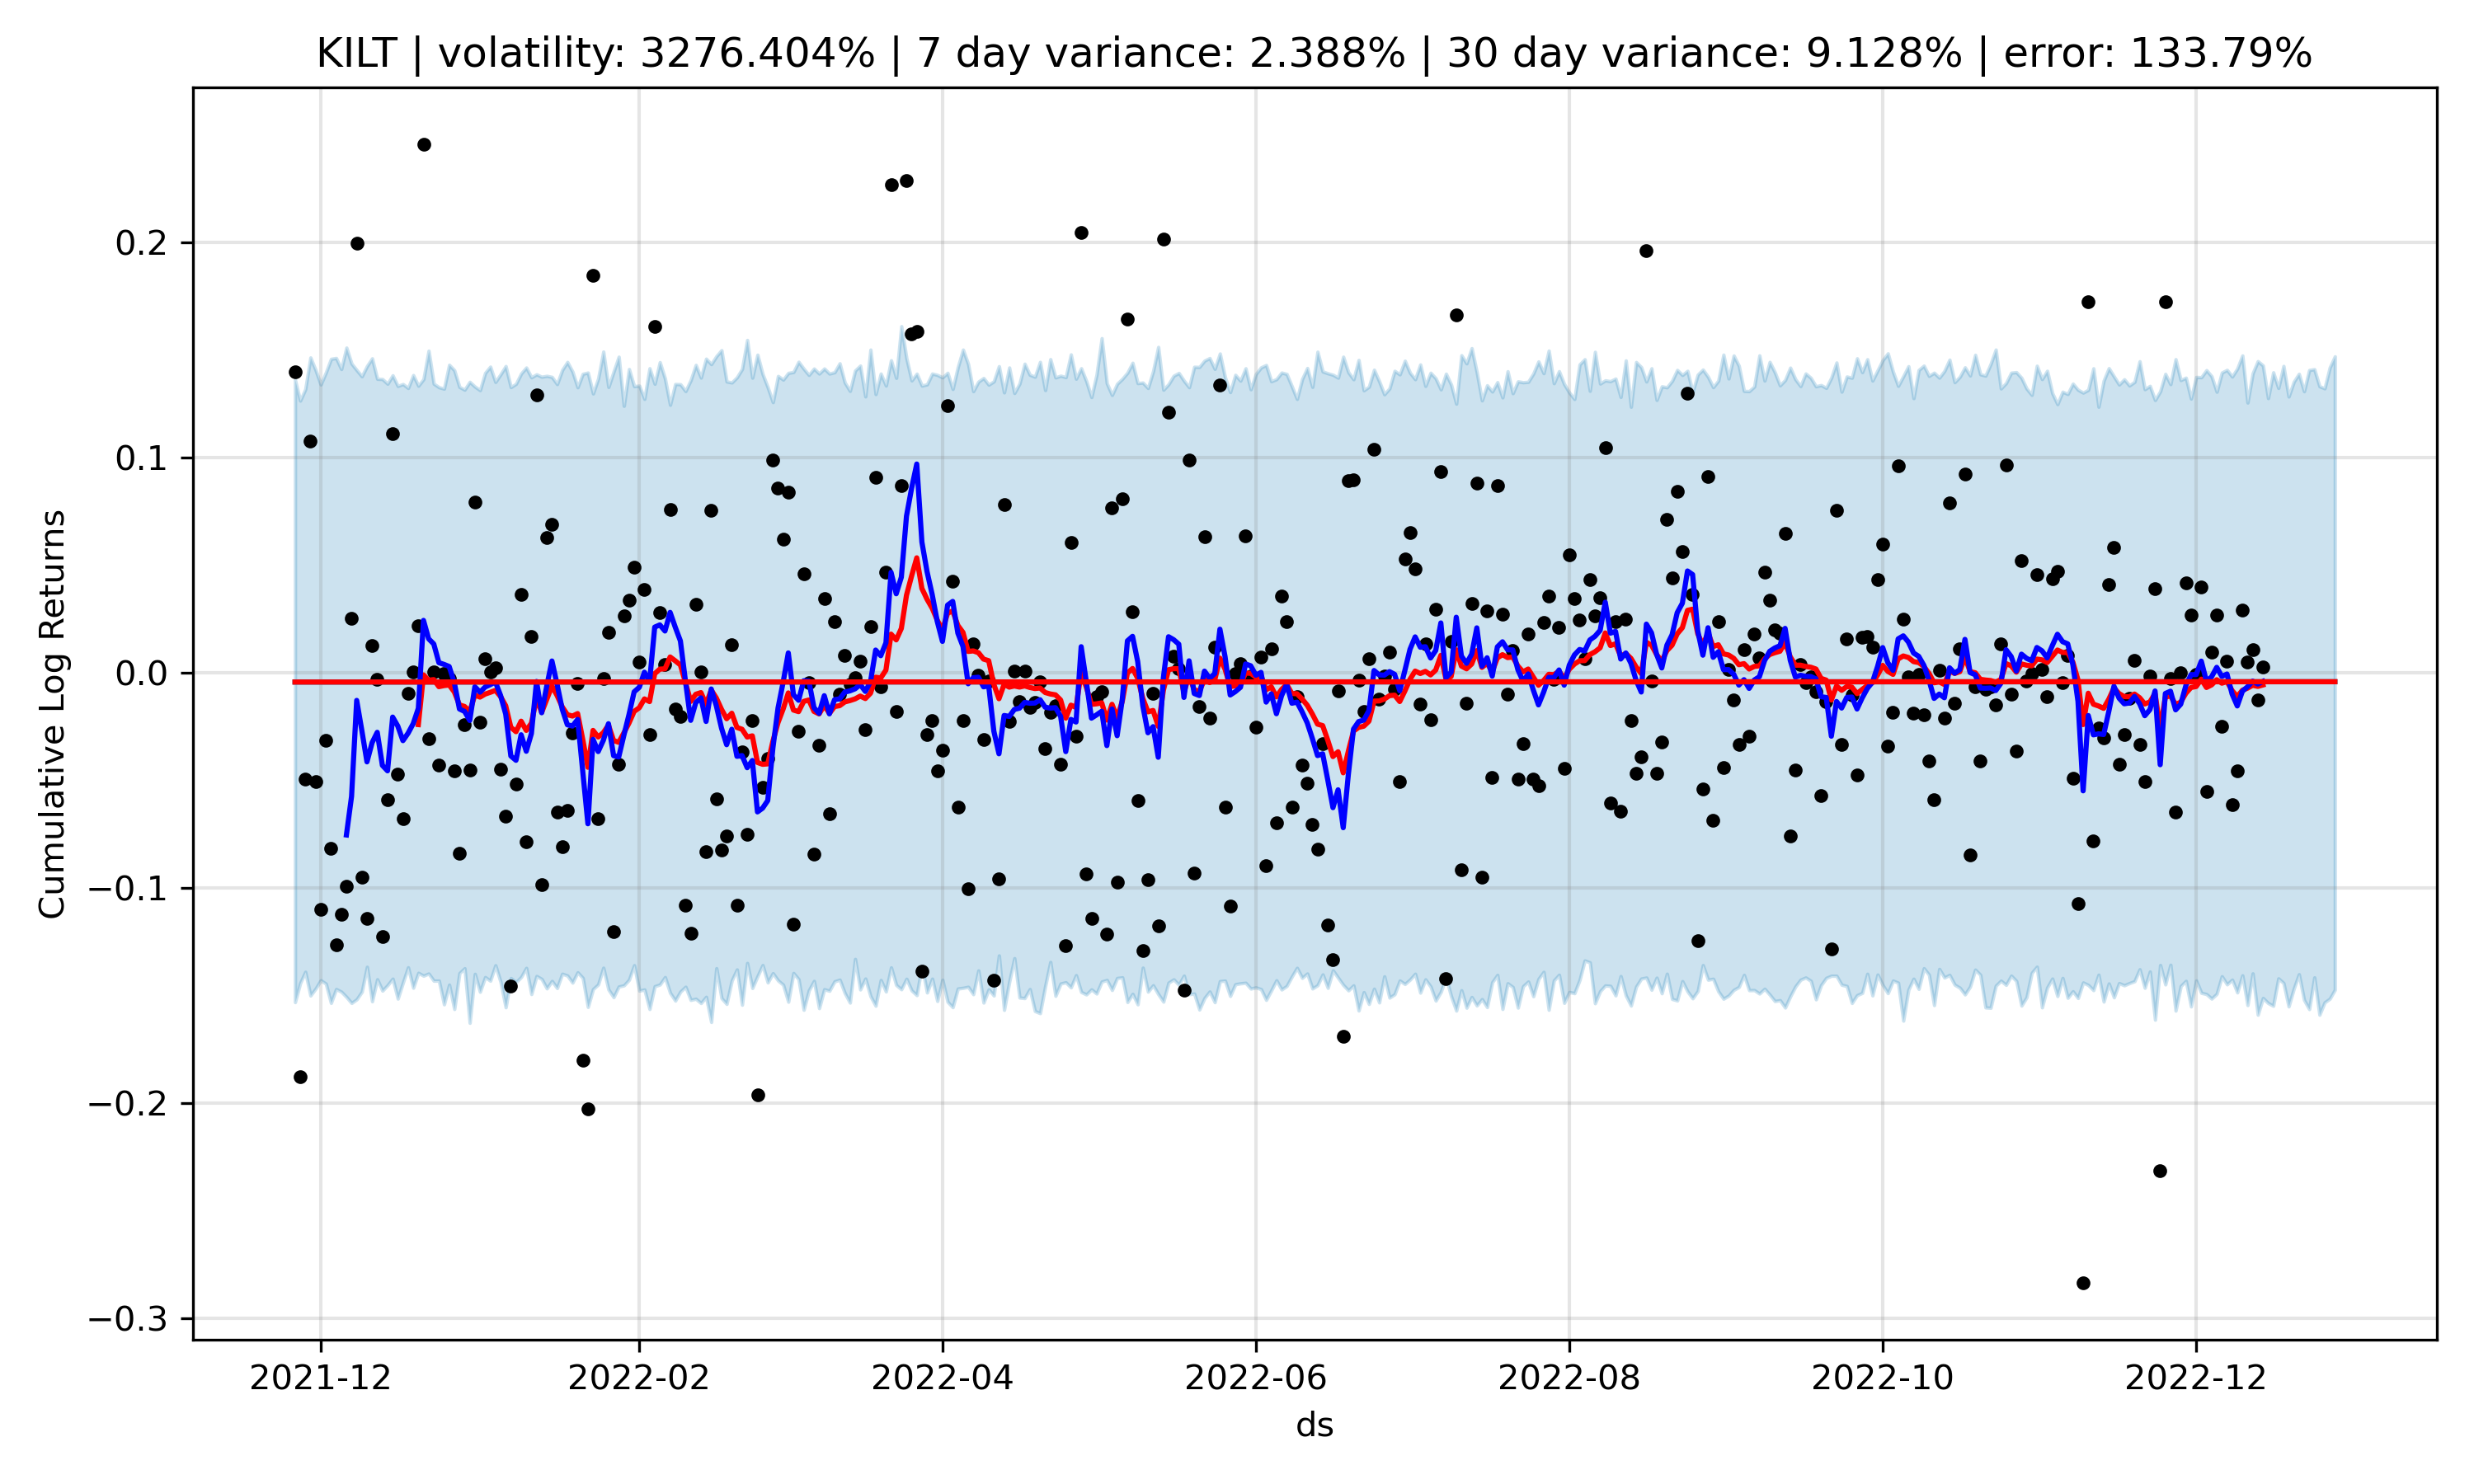 KILT | volatility: 3276.404% | 7 day variance: 2.388% | 30 day variance: 9.128% | error: 133.79%
Cumulative Log Returns
0.2
0.1
0.0
−0.1
−0.2
−0.3
2021-12 2022-02 2022-04 2022-06 2022-08 2022-10 2022-12
ds